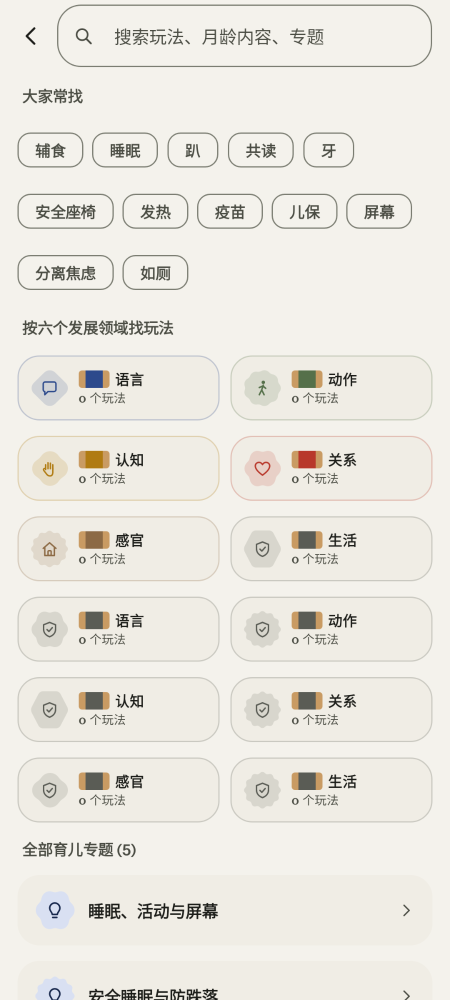 搜索玩法、月龄内容、专题
大家常找
辅食 睡眠 趴 共读 牙
安全座椅 发热 疫苗 儿保 屏幕
分离焦虑 如厕
按六个发展领域找玩法
语言 动作
0 个玩法 0 个玩法
认知 关系
0 个玩法 0 个玩法
感官 生活
0 个玩法 0 个玩法
语言 动作
0 个玩法 0 个玩法
认知 关系
0 个玩法 0 个玩法
感官 生活
0 个玩法 0 个玩法
全部育儿专题 (5)
睡眠、活动与屏幕
安全睡眠与防跌落